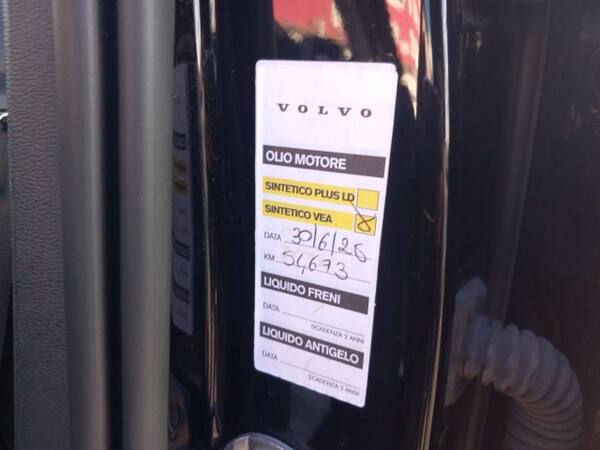 VOLVO
OLIO MOTORE
SINTETICO PLUS LD
SINTETICO VEA
DATA 30/6/26
KM 54,673
LIQUIDO FRENI
DATA
SCADENZA 2 ANNI
LIQUIDO ANTIGELO
DATA
SCADENZA 3 ANNI